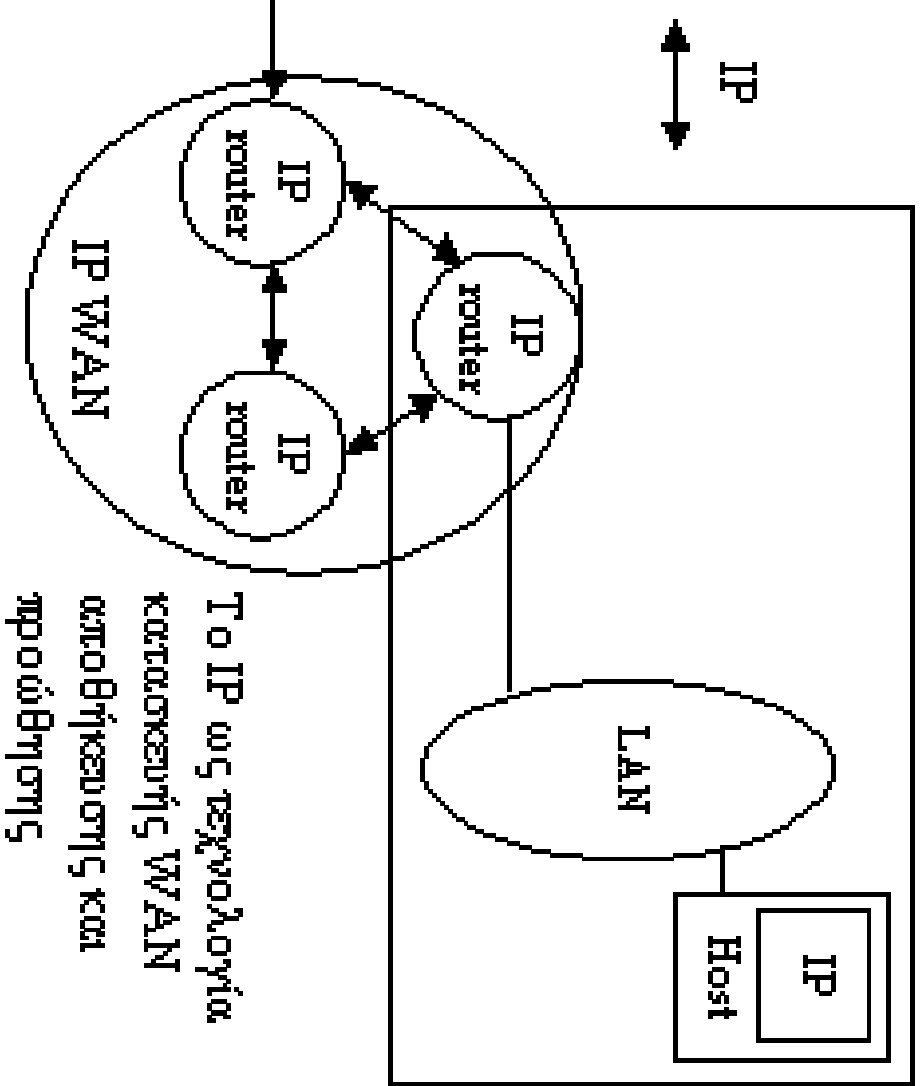 IP
IP
Host
LAN
IP
router
IP
router
IP
router
IP WAN
Το IP ως τεχνολογία
κατασκευής WAN
αποθήκευσης και
προώθησης